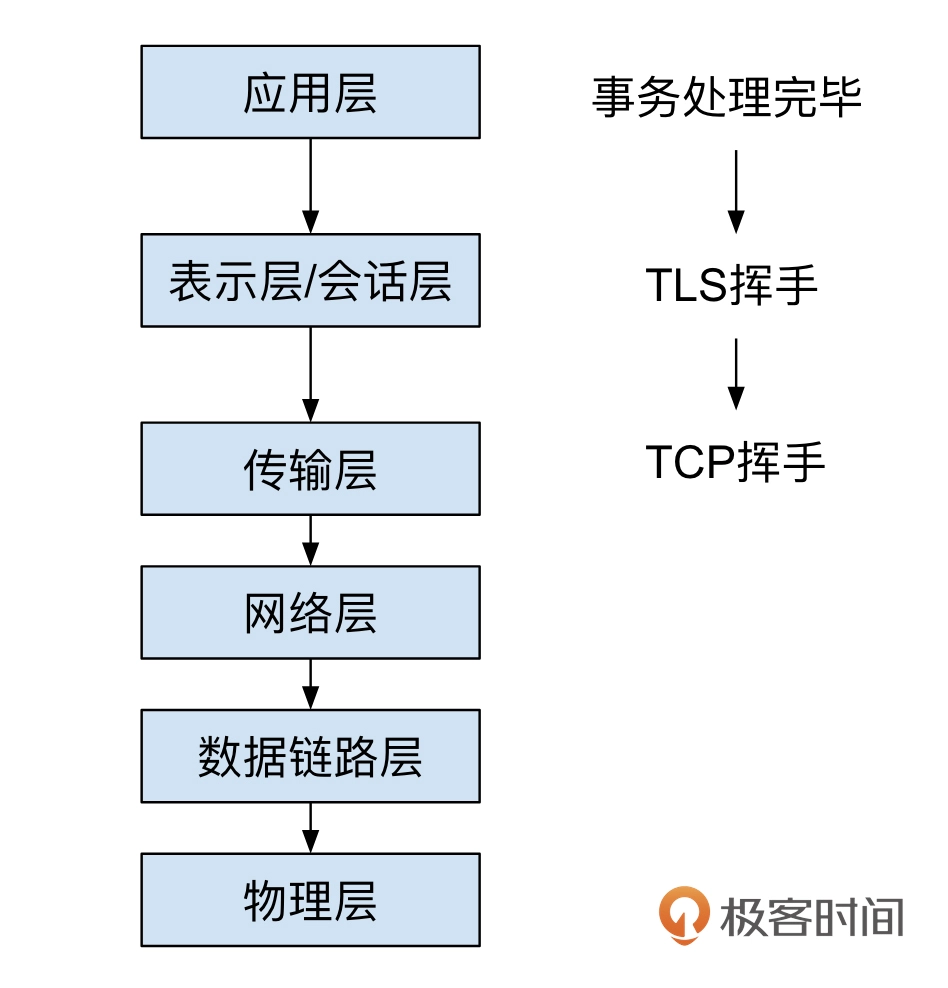 应用层
事务处理完毕
表示层/会话层
TLS挥手
传输层
TCP挥手
网络层
数据链路层
物理层
极客时间